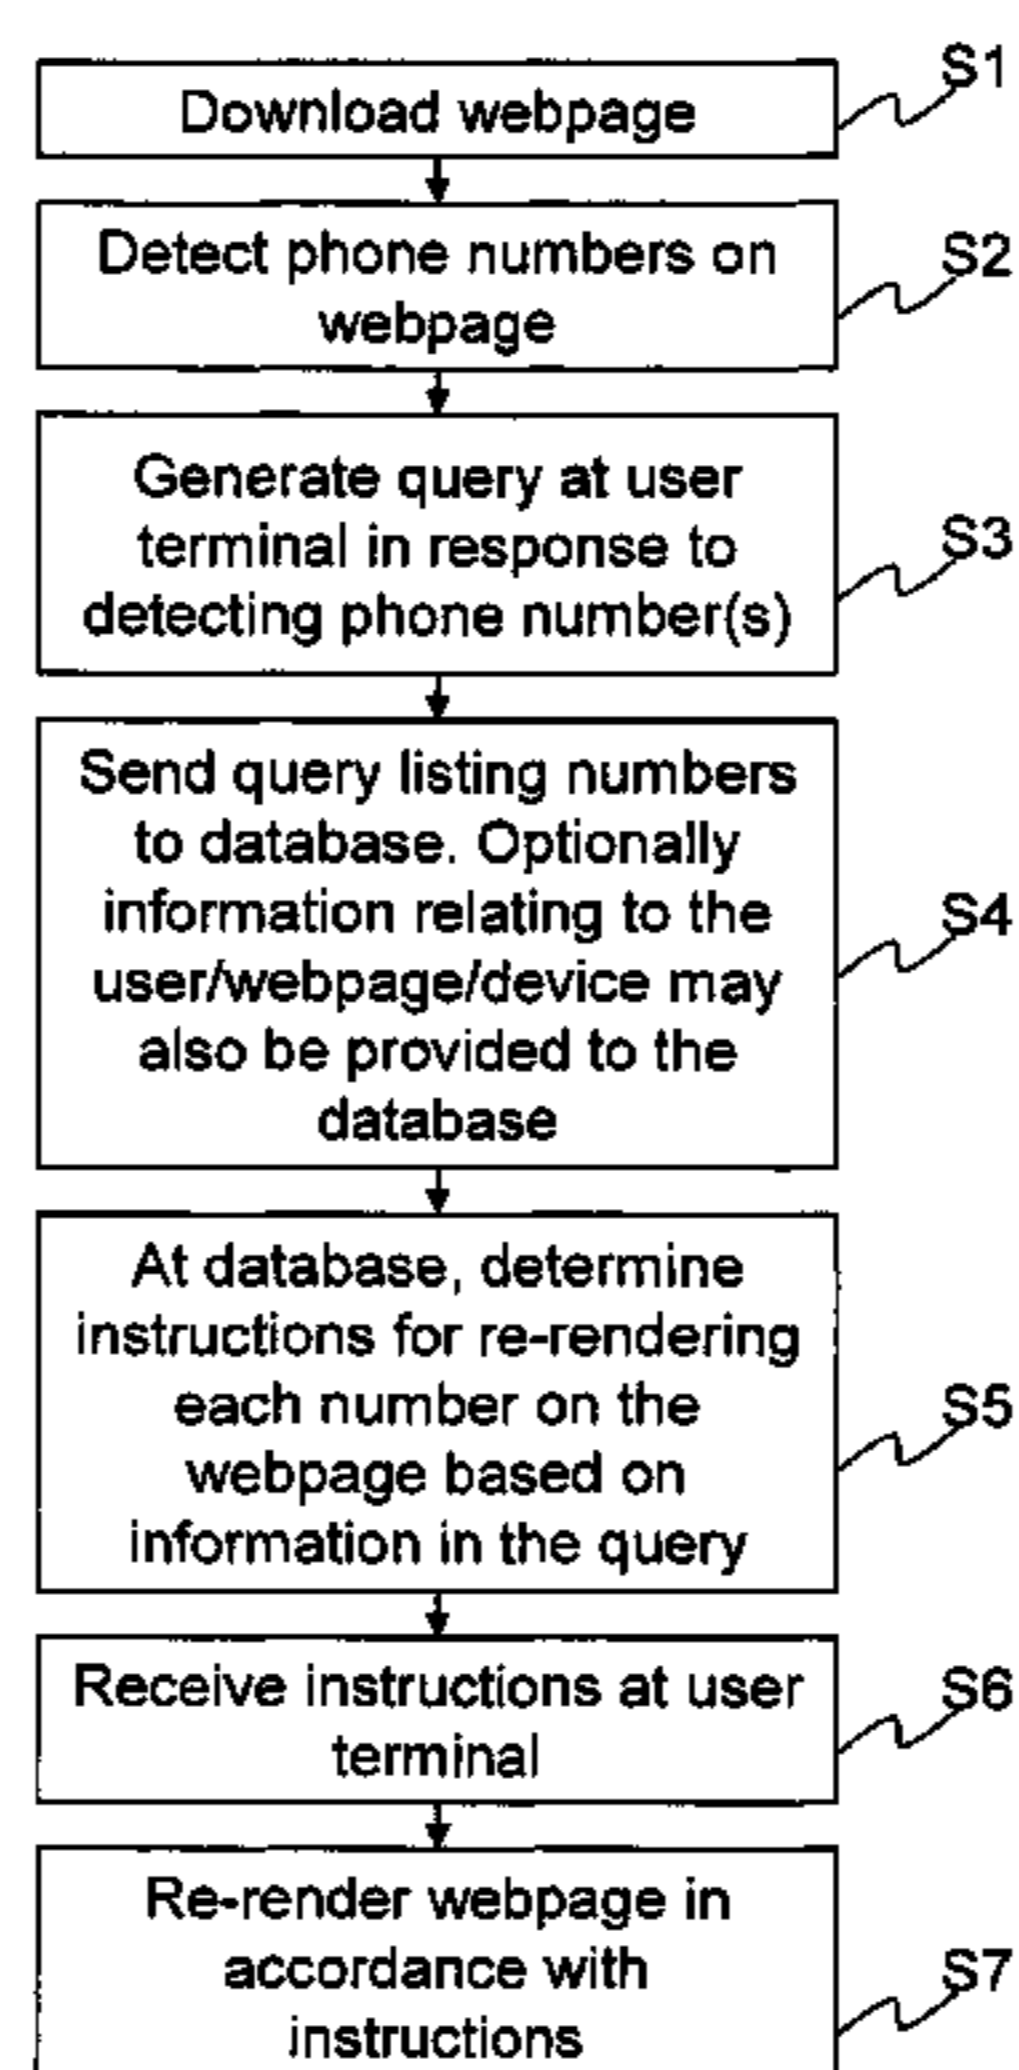 S1
Download webpage
Detect phone numbers on
webpage
S2
Generate query at user
terminal in response to
detecting phone number(s)
S3
Send query listing numbers
to database. Optionally
information relating to the
user/webpage/device may
also be provided to the
database
S4
At database, determine
instructions for re-rendering
each number on the
webpage based on
information in the query
S5
Receive instructions at user
terminal
S6
Re-render webpage in
accordance with
instructions
S7